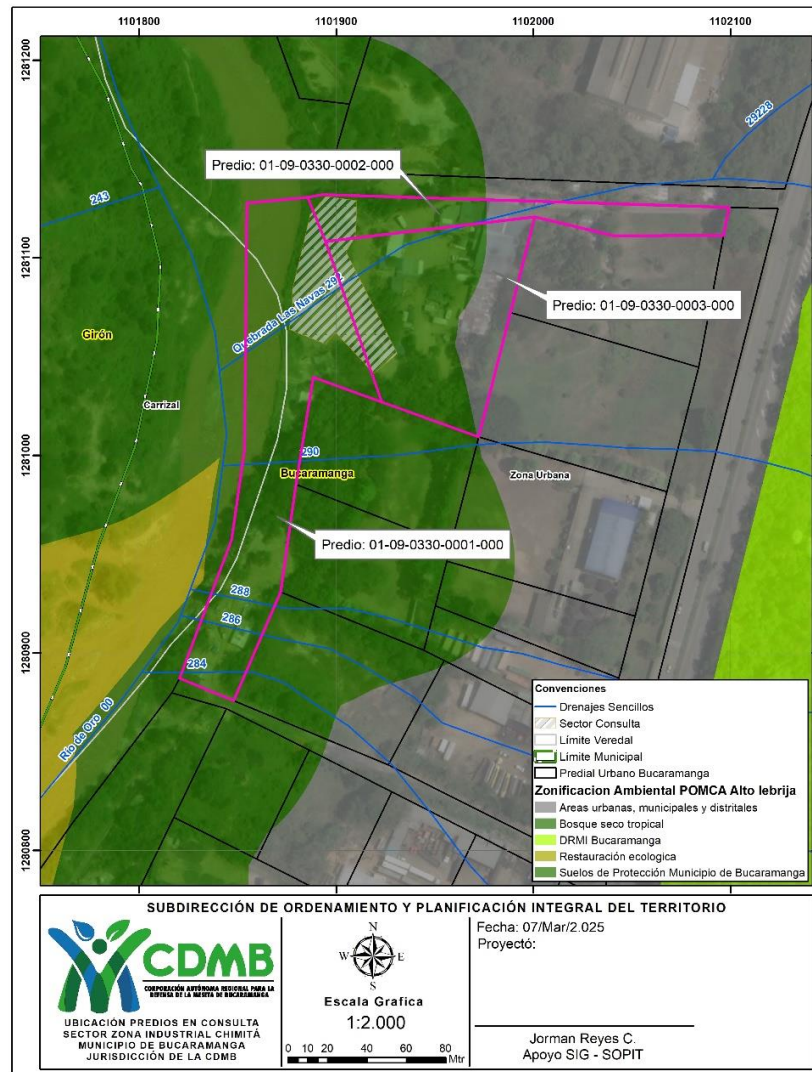 1101800 1101900 1102000 1102100
1281200
1281100
1281000
1280900
1280800
29228
Predio: 01-09-0330-0002-000
243
Predio: 01-09-0330-0003-000
Quebrada Las Navas 292
Girón
Carrizal
290
Bucaramanga
Zona Urbana
Predio: 01-09-0330-0001-000
288
286
284
Río de Oro 00
Convenciones
Drenajes Sencillos
Sector Consulta
Límite Veredal
Límite Municipal
Predial Urbano Bucaramanga
Zonificacion Ambiental POMCA Alto lebrija
Areas urbanas, municipales y distritales
Bosque seco tropical
DRMI Bucaramanga
Restauración ecologica
Suelos de Protección Municipio de Bucaramanga
SUBDIRECCIÓN DE ORDENAMIENTO Y PLANIFICACIÓN INTEGRAL DEL TERRITORIO
CDMB
CORPORACIÓN AUTÓNOMA REGIONAL PARA LA
DEFENSA DE LA MESETA DE BUCARAMANGA
UBICACIÓN PREDIOS EN CONSULTA
SECTOR ZONA INDUSTRIAL CHIMITÁ
MUNICIPIO DE BUCARAMANGA
JURISDICCIÓN DE LA CDMB
N
W E
S
Escala Grafica
1:2.000
0 10 20 40 60 80
Mtr
Fecha: 07/Mar/2.025
Proyectó:
Jorman Reyes C.
Apoyo SIG - SOPIT